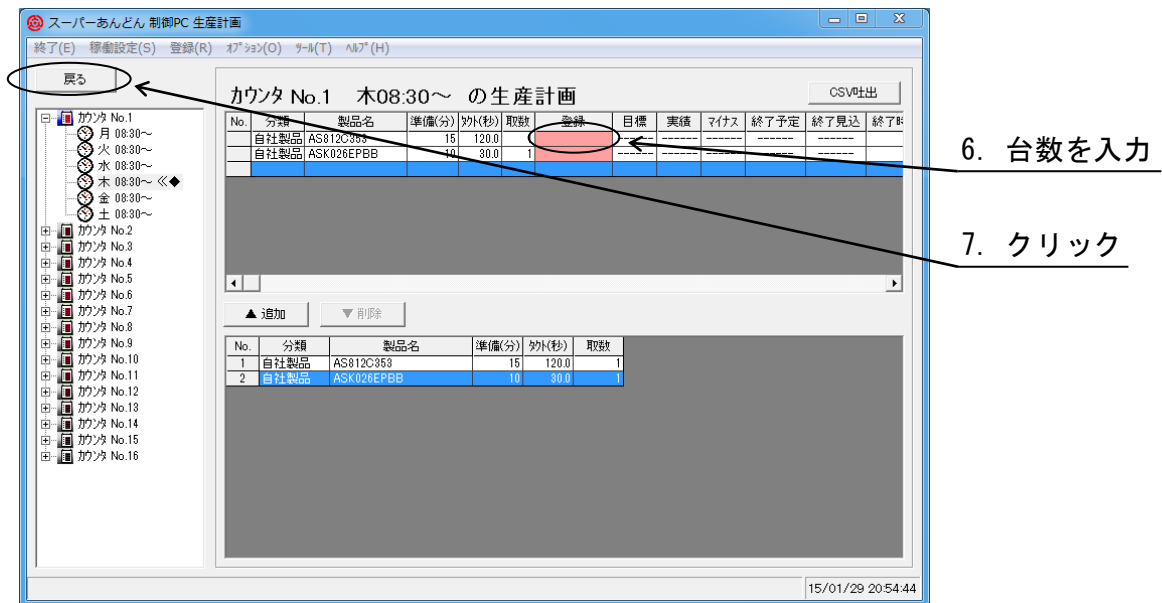 スーパーあんどん 制御PC 生産計画
終了(E) 稼働設定(S) 登録(R) ｵﾌﾟｼｮﾝ(O) ﾂｰﾙ(T) ﾍﾙﾌﾟ(H)
戻る
カウンタ No.1 木08:30～ の生産計画
CSV吐出
No. 分類 製品名 準備(分) ﾀｸﾄ(秒) 取数 登録 目標 実績 ﾏｲﾅｽ 終了予定 終了見込 終了時
自社製品 AS812C353 15 120.0 ------ ------ ------ ------ ------
自社製品 ASK026EPBB 10 30.0 1 ------ ------ ------ ------ ------
6. 台数を入力
7. クリック
ｶｳﾝﾀ No.1
月 08:30～
火 08:30～
水 08:30～
木 08:30～ ≪◆
金 08:30～
土 08:30～
ｶｳﾝﾀ No.2
ｶｳﾝﾀ No.3
ｶｳﾝﾀ No.4
ｶｳﾝﾀ No.5
ｶｳﾝﾀ No.6
ｶｳﾝﾀ No.7
ｶｳﾝﾀ No.8
ｶｳﾝﾀ No.9
ｶｳﾝﾀ No.10
ｶｳﾝﾀ No.11
ｶｳﾝﾀ No.12
ｶｳﾝﾀ No.13
ｶｳﾝﾀ No.14
ｶｳﾝﾀ No.15
ｶｳﾝﾀ No.16
▲ 追加 ▼ 削除
No. 分類 製品名 準備(分) ﾀｸﾄ(秒) 取数
1 自社製品 AS812C353 15 120.0 1
2 自社製品 ASK026EPBB 10 30.0 1
15/01/29 20:54:44